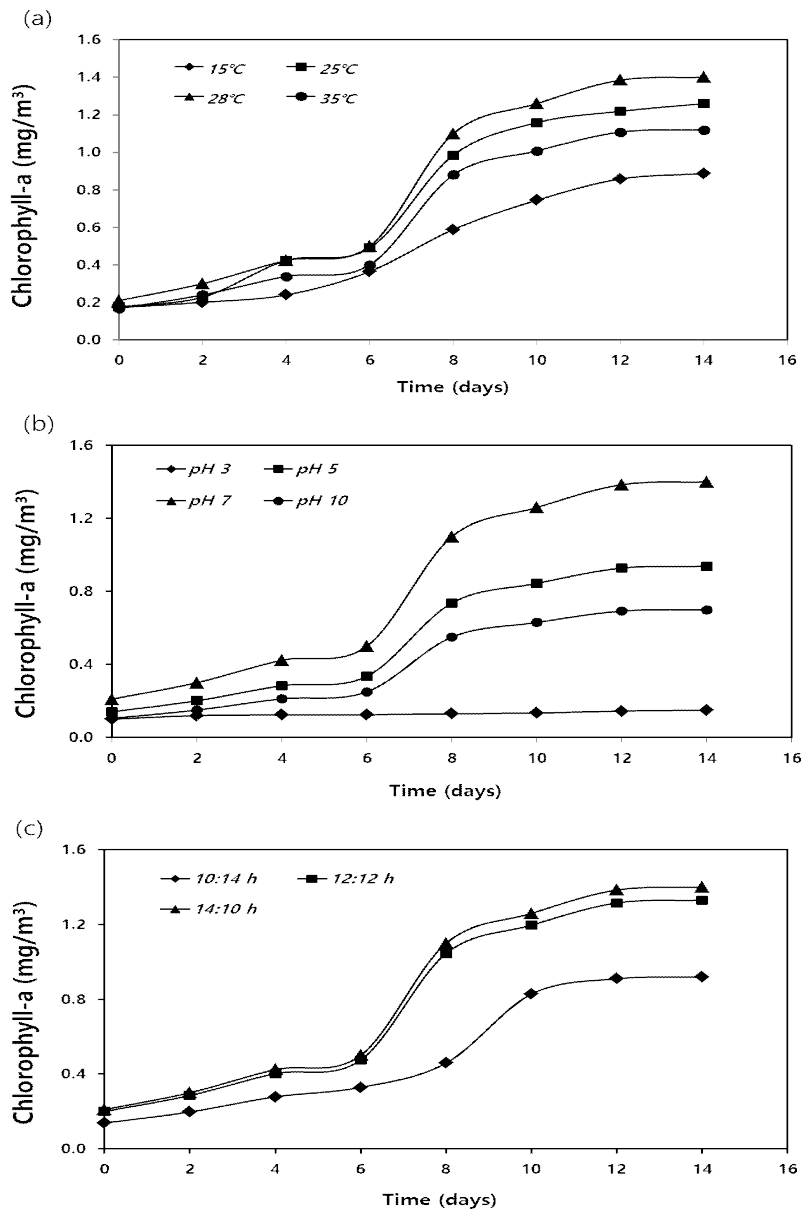 (a)
Chlorophyll-a (mg/m³)
1.6
1.4
1.2
1.0
0.8
0.6
0.4
0.2
0.0
15℃ 25℃
28℃ 35℃
0 2 4 6 8 10 12 14 16
Time (days)
(b)
Chlorophyll-a (mg/m³)
1.6
1.2
0.8
0.4
0.0
pH 3 pH 5
pH 7 pH 10
0 2 4 6 8 10 12 14 16
Time (days)
(c)
Chlorophyll-a (mg/m³)
1.6
1.2
0.8
0.4
0.0
10:14 h 12:12 h
14:10 h
0 2 4 6 8 10 12 14 16
Time (days)